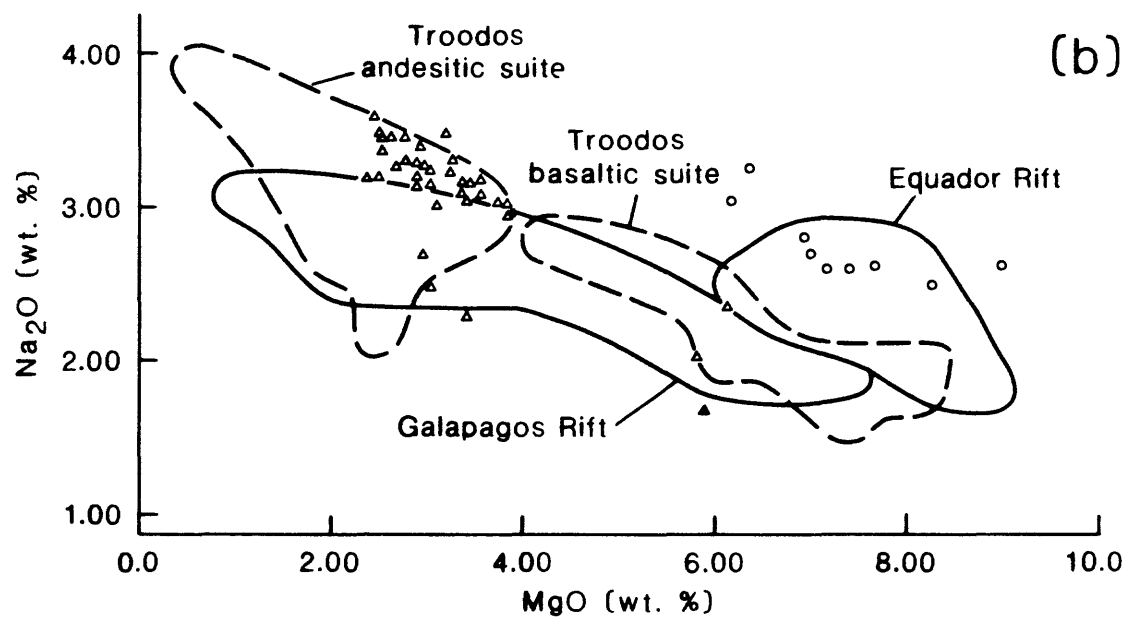 (b)
Troodos
andesitic suite
Troodos
basaltic suite
Equador Rift
Galapagos Rift
4.00
3.00
2.00
1.00
Na2O (wt. %)
0.0
2.00
4.00
6.00
8.00
10.0
MgO (wt. %)